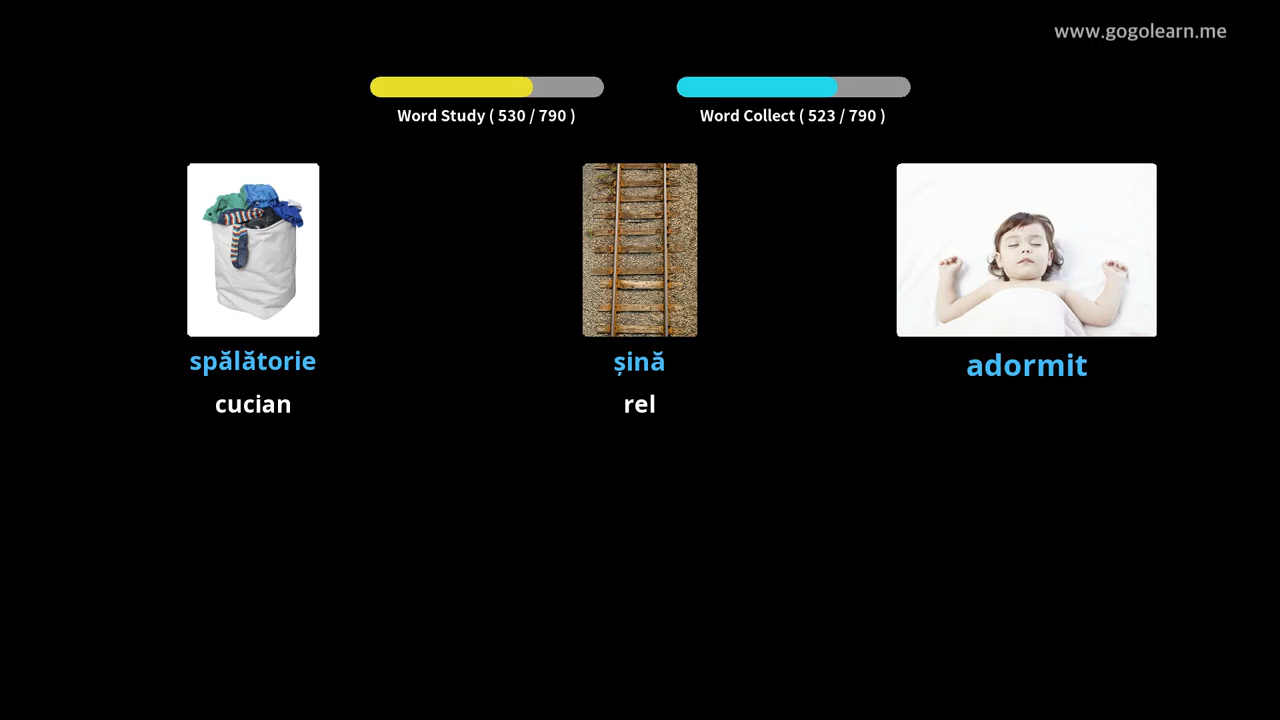 www.gogolearn.me
Word Study ( 530 / 790 )
Word Collect ( 523 / 790 )
spălătorie
șină
adormit
cucian
rel